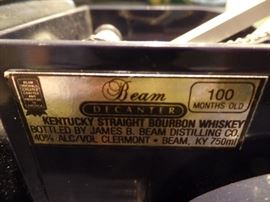 Beam
DECANTER
100
MONTHS OLD
KENTUCKY STRAIGHT BOURBON WHISKEY
BOTTLED BY JAMES B. BEAM DISTILLING CO.
40% ALC/VOL CLERMONT • BEAM, KY 750ml